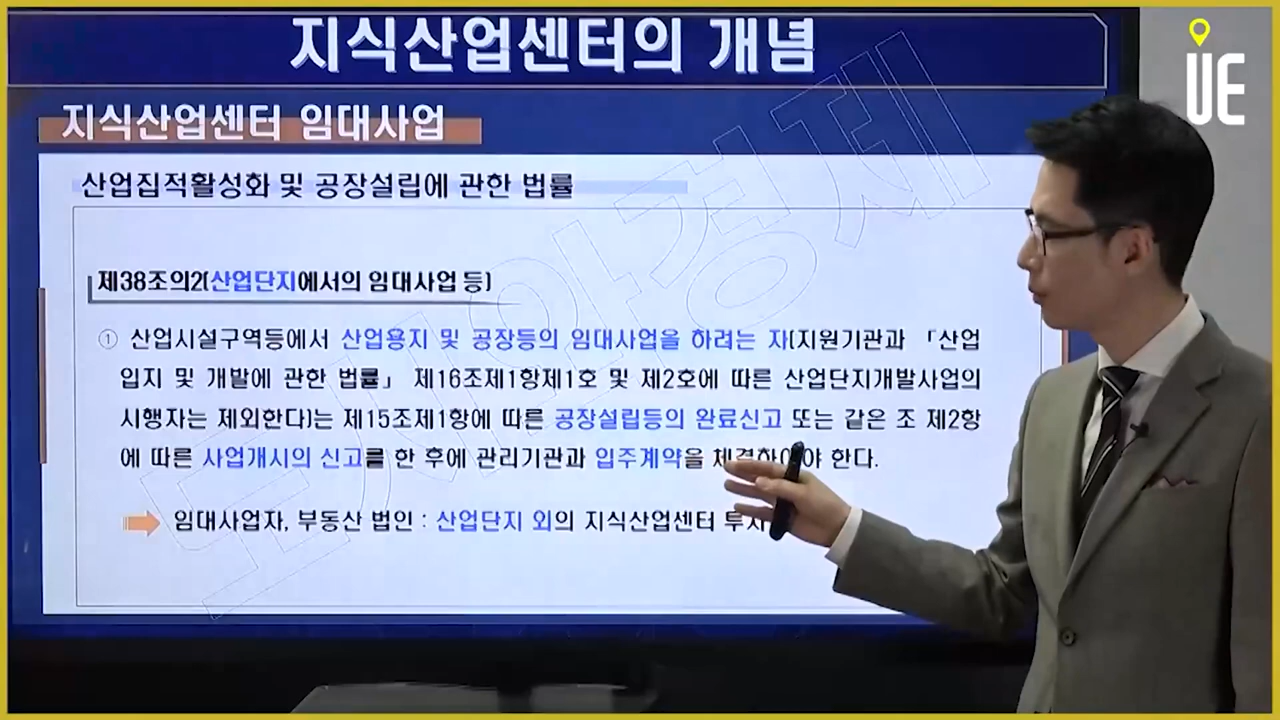 지식산업센터의 개념
UE
지식산업센터 임대사업
산업집적활성화 및 공장설립에 관한 법률
제38조의2(산업단지에서의 임대사업 등)
① 산업시설구역등에서 산업용지 및 공장등의 임대사업을 하려는 자(지원기관과 「산업
입지 및 개발에 관한 법률」 제16조제1항제1호 및 제2호에 따른 산업단지개발사업의
시행자는 제외한다)는 제15조제1항에 따른 공장설립등의 완료신고 또는 같은 조 제2항
에 따른 사업개시의 신고를 한 후에 관리기관과 입주계약을 체결하여야 한다.
임대사업자, 부동산 법인 : 산업단지 외의 지식산업센터 투자
도시와경제